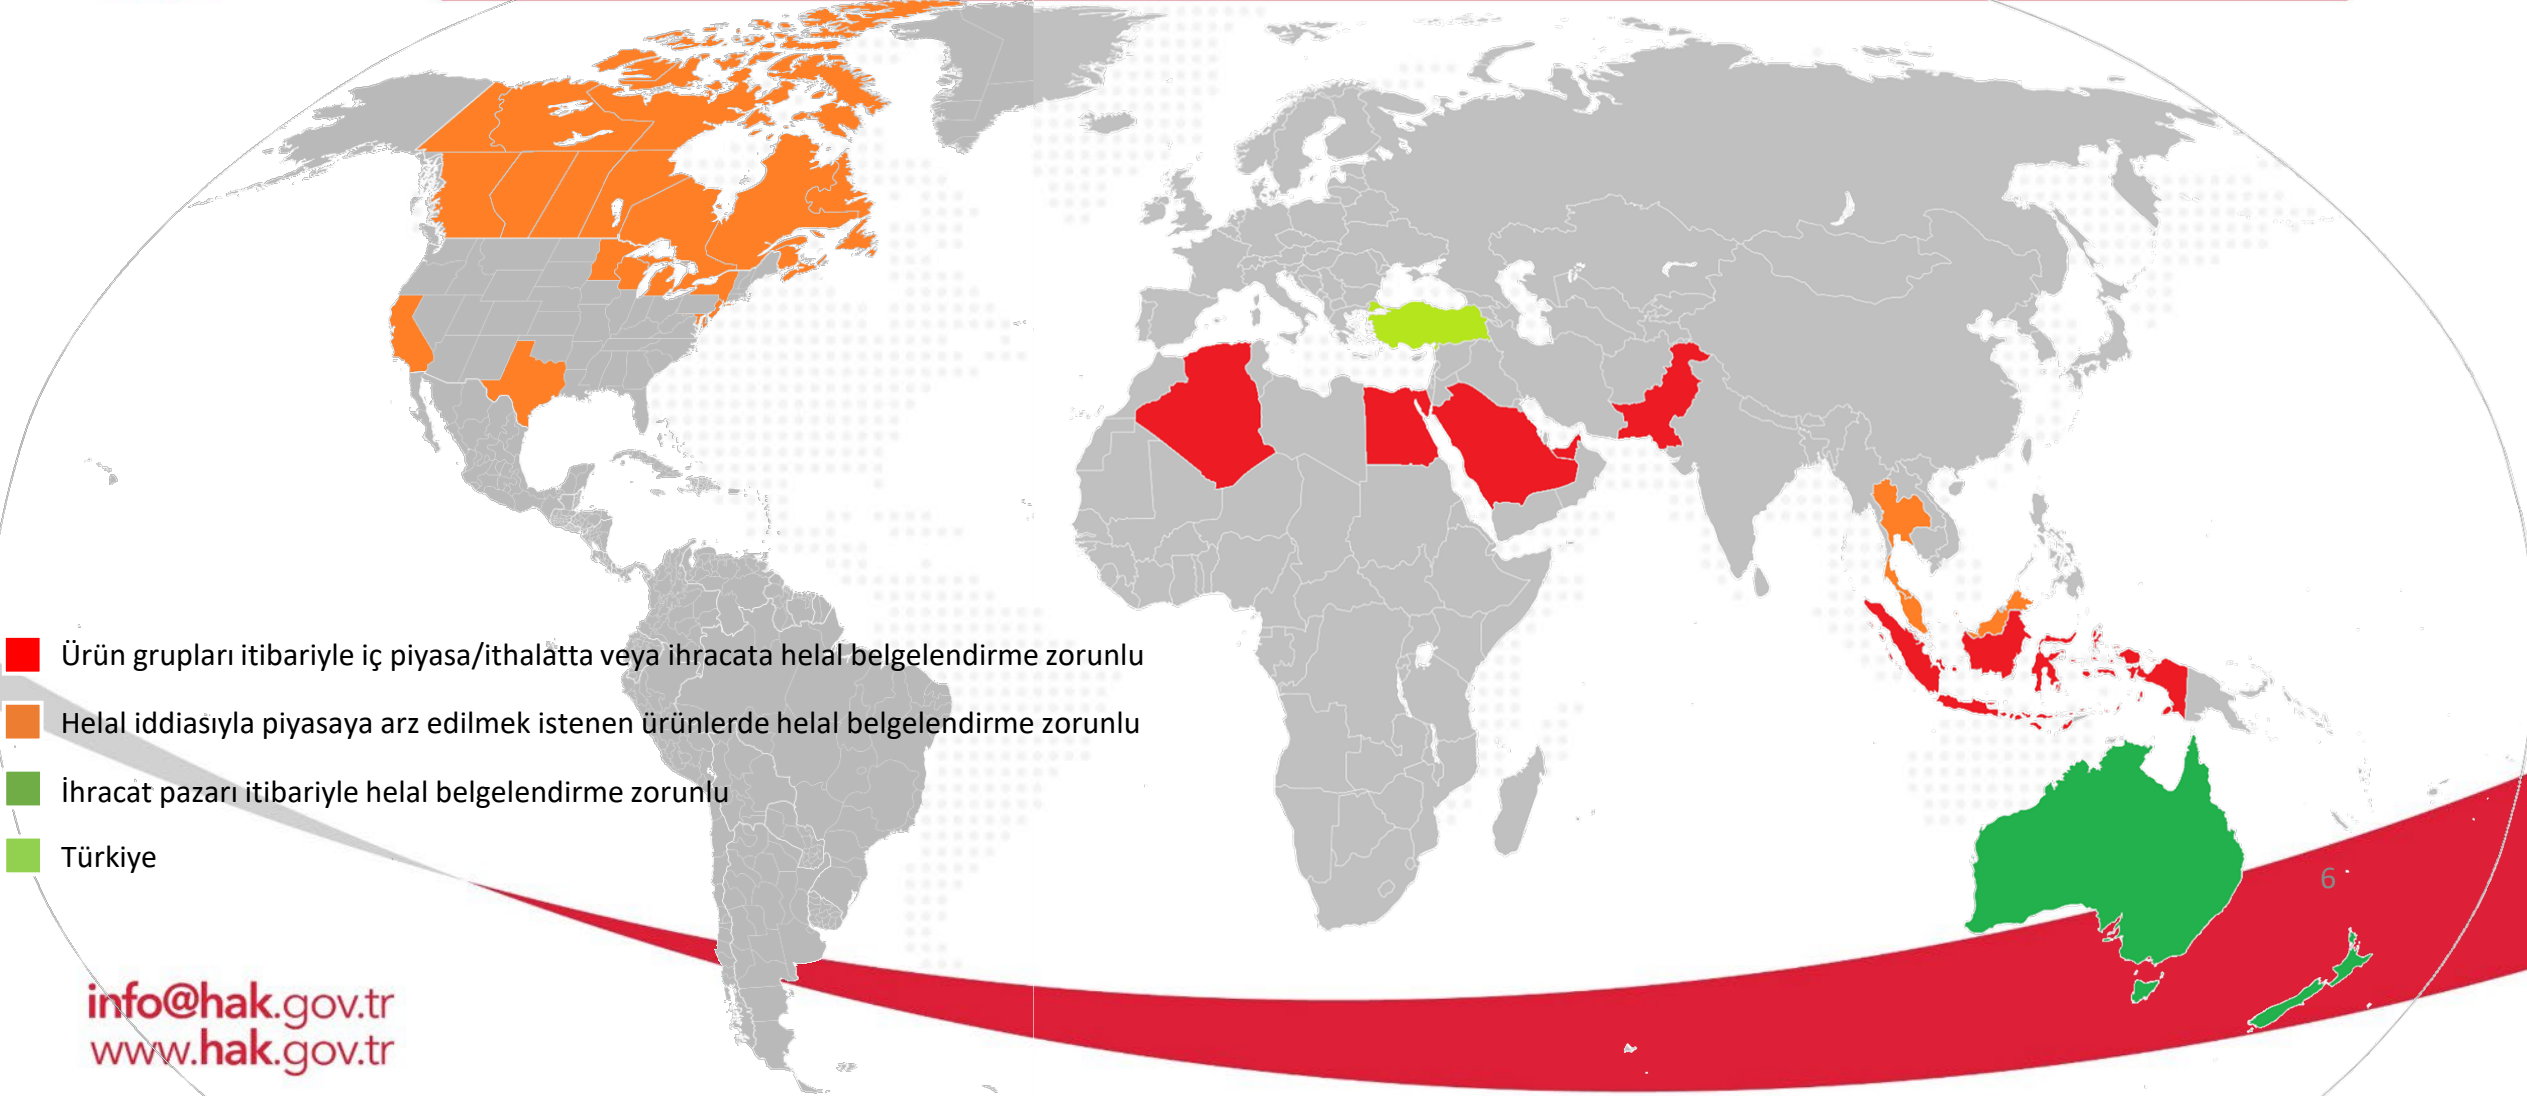 Ürün grupları itibariyle iç piyasa/ithalatta veya ihracata helal belgelendirme zorunlu
Helal iddiasıyla piyasaya arz edilmek istenen ürünlerde helal belgelendirme zorunlu
İhracat pazarı itibariyle helal belgelendirme zorunlu
Türkiye
6
info@hak.gov.tr
www.hak.gov.tr